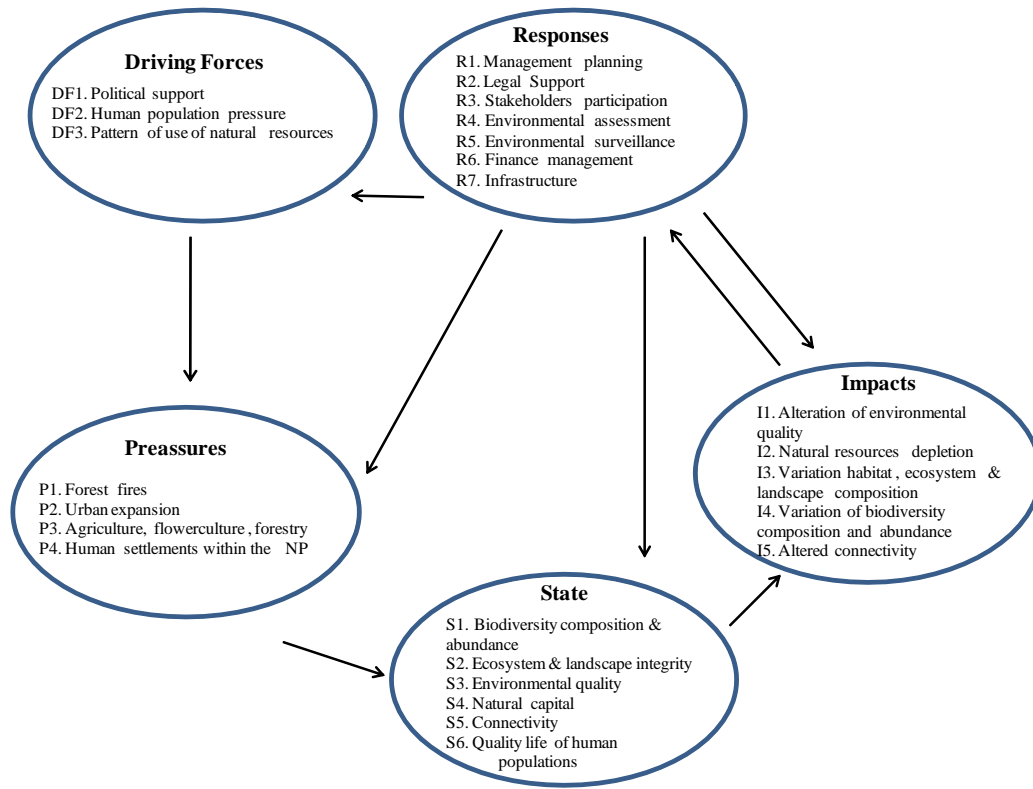 Driving Forces
DF1. Political support
DF2. Human population pressure
DF3. Pattern of use of natural resources
Responses
R1. Management planning
R2. Legal Support
R3. Stakeholders participation
R4. Environmental assessment
R5. Environmental surveillance
R6. Finance management
R7. Infrastructure
Preassures
P1. Forest fires
P2. Urban expansion
P3. Agriculture, flowerculture, forestry
P4. Human settlements within the NP
Impacts
I1. Alteration of environmental
quality
I2. Natural resources depletion
I3. Variation habitat, ecosystem &
landscape composition
I4. Variation of biodiversity
composition and abundance
I5. Altered connectivity
State
S1. Biodiversity composition &
abundance
S2. Ecosystem & landscape integrity
S3. Environmental quality
S4. Natural capital
S5. Connectivity
S6. Quality life of human
populations